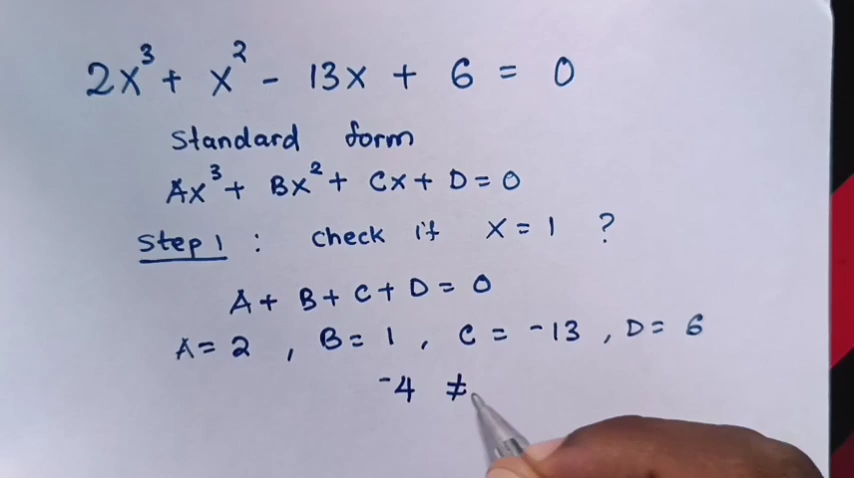 2x³ + x² - 13x + 6 = 0
Standard form
Ax³ + Bx² + Cx + D = 0
Step 1 : check if x = 1 ?
A + B + C + D = 0
A = 2 , B = 1 , C = -13 , D = 6
-4 ≠